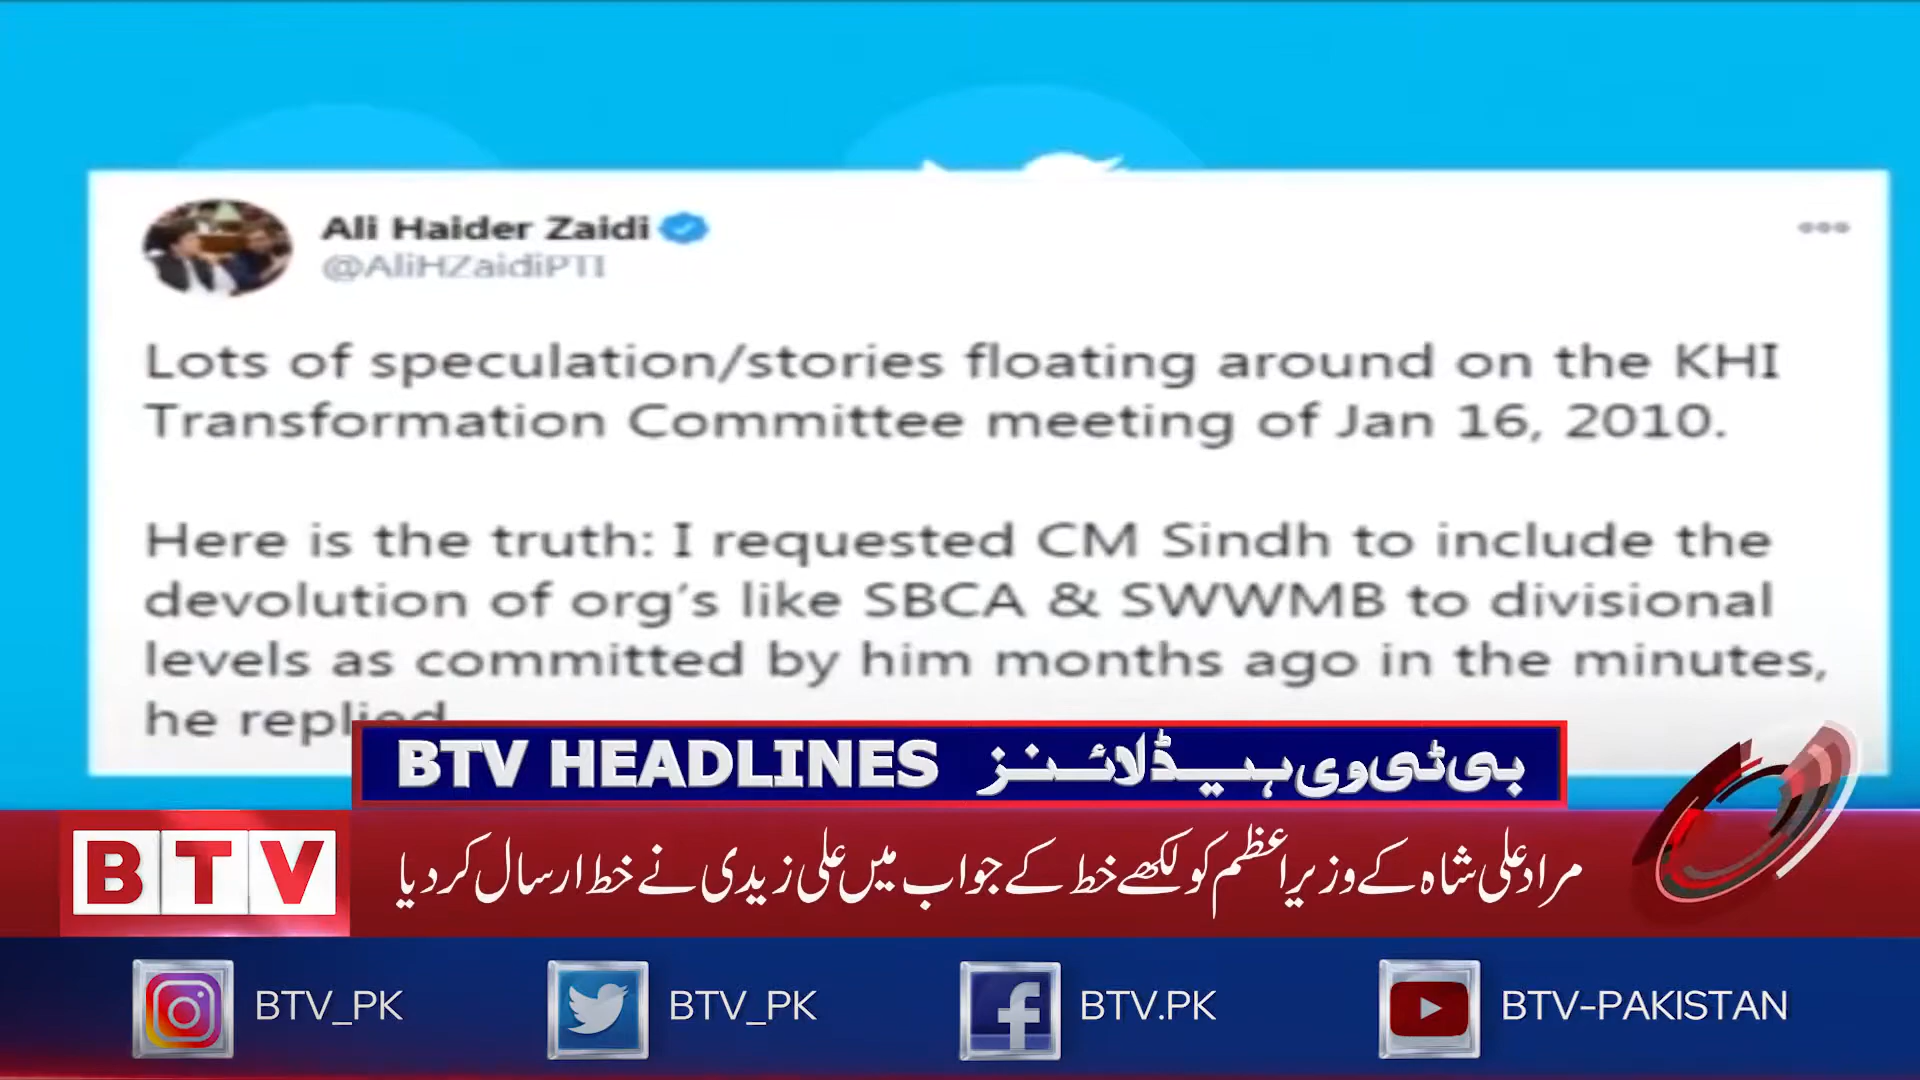 Ali Haider Zaidi
@AliHZaidiPTI
Lots of speculation/stories floating around on the KHI
Transformation Committee meeting of Jan 16, 2010.
Here is the truth: I requested CM Sindh to include the
devolution of org's like SBCA & SWWMB to divisional
levels as committed by him months ago in the minutes,
he replied
BTV HEADLINES بی ٹی وی ہیڈلائنز
BTV
مراد علی شاہ کے وزیراعظم کو لکھے خط کے جواب میں علی زیدی نے خط ارسال کر دیا
BTV_PK
BTV_PK
BTV.PK
BTV-PAKISTAN